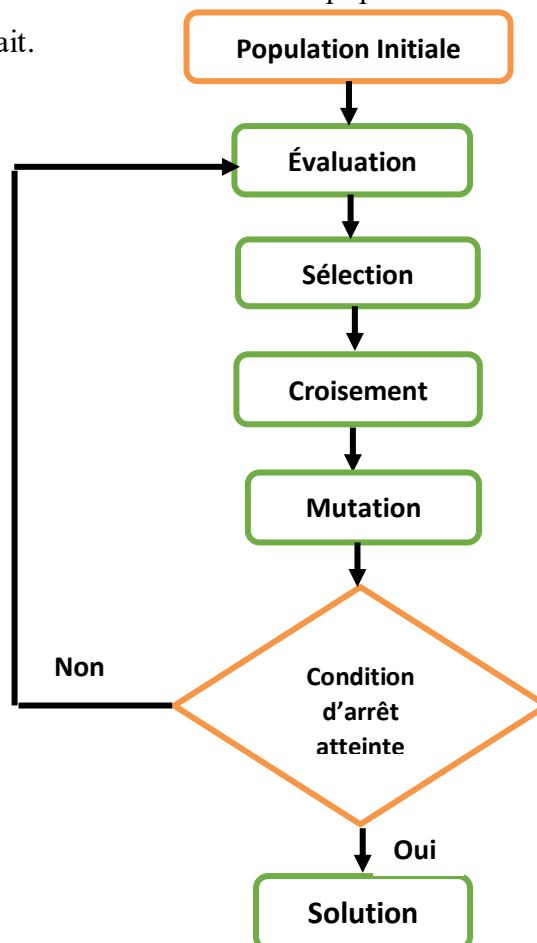 ait.
Population Initiale
Évaluation
Sélection
Croisement
Mutation
Non
Condition
d'arrêt
atteinte
Oui
Solution